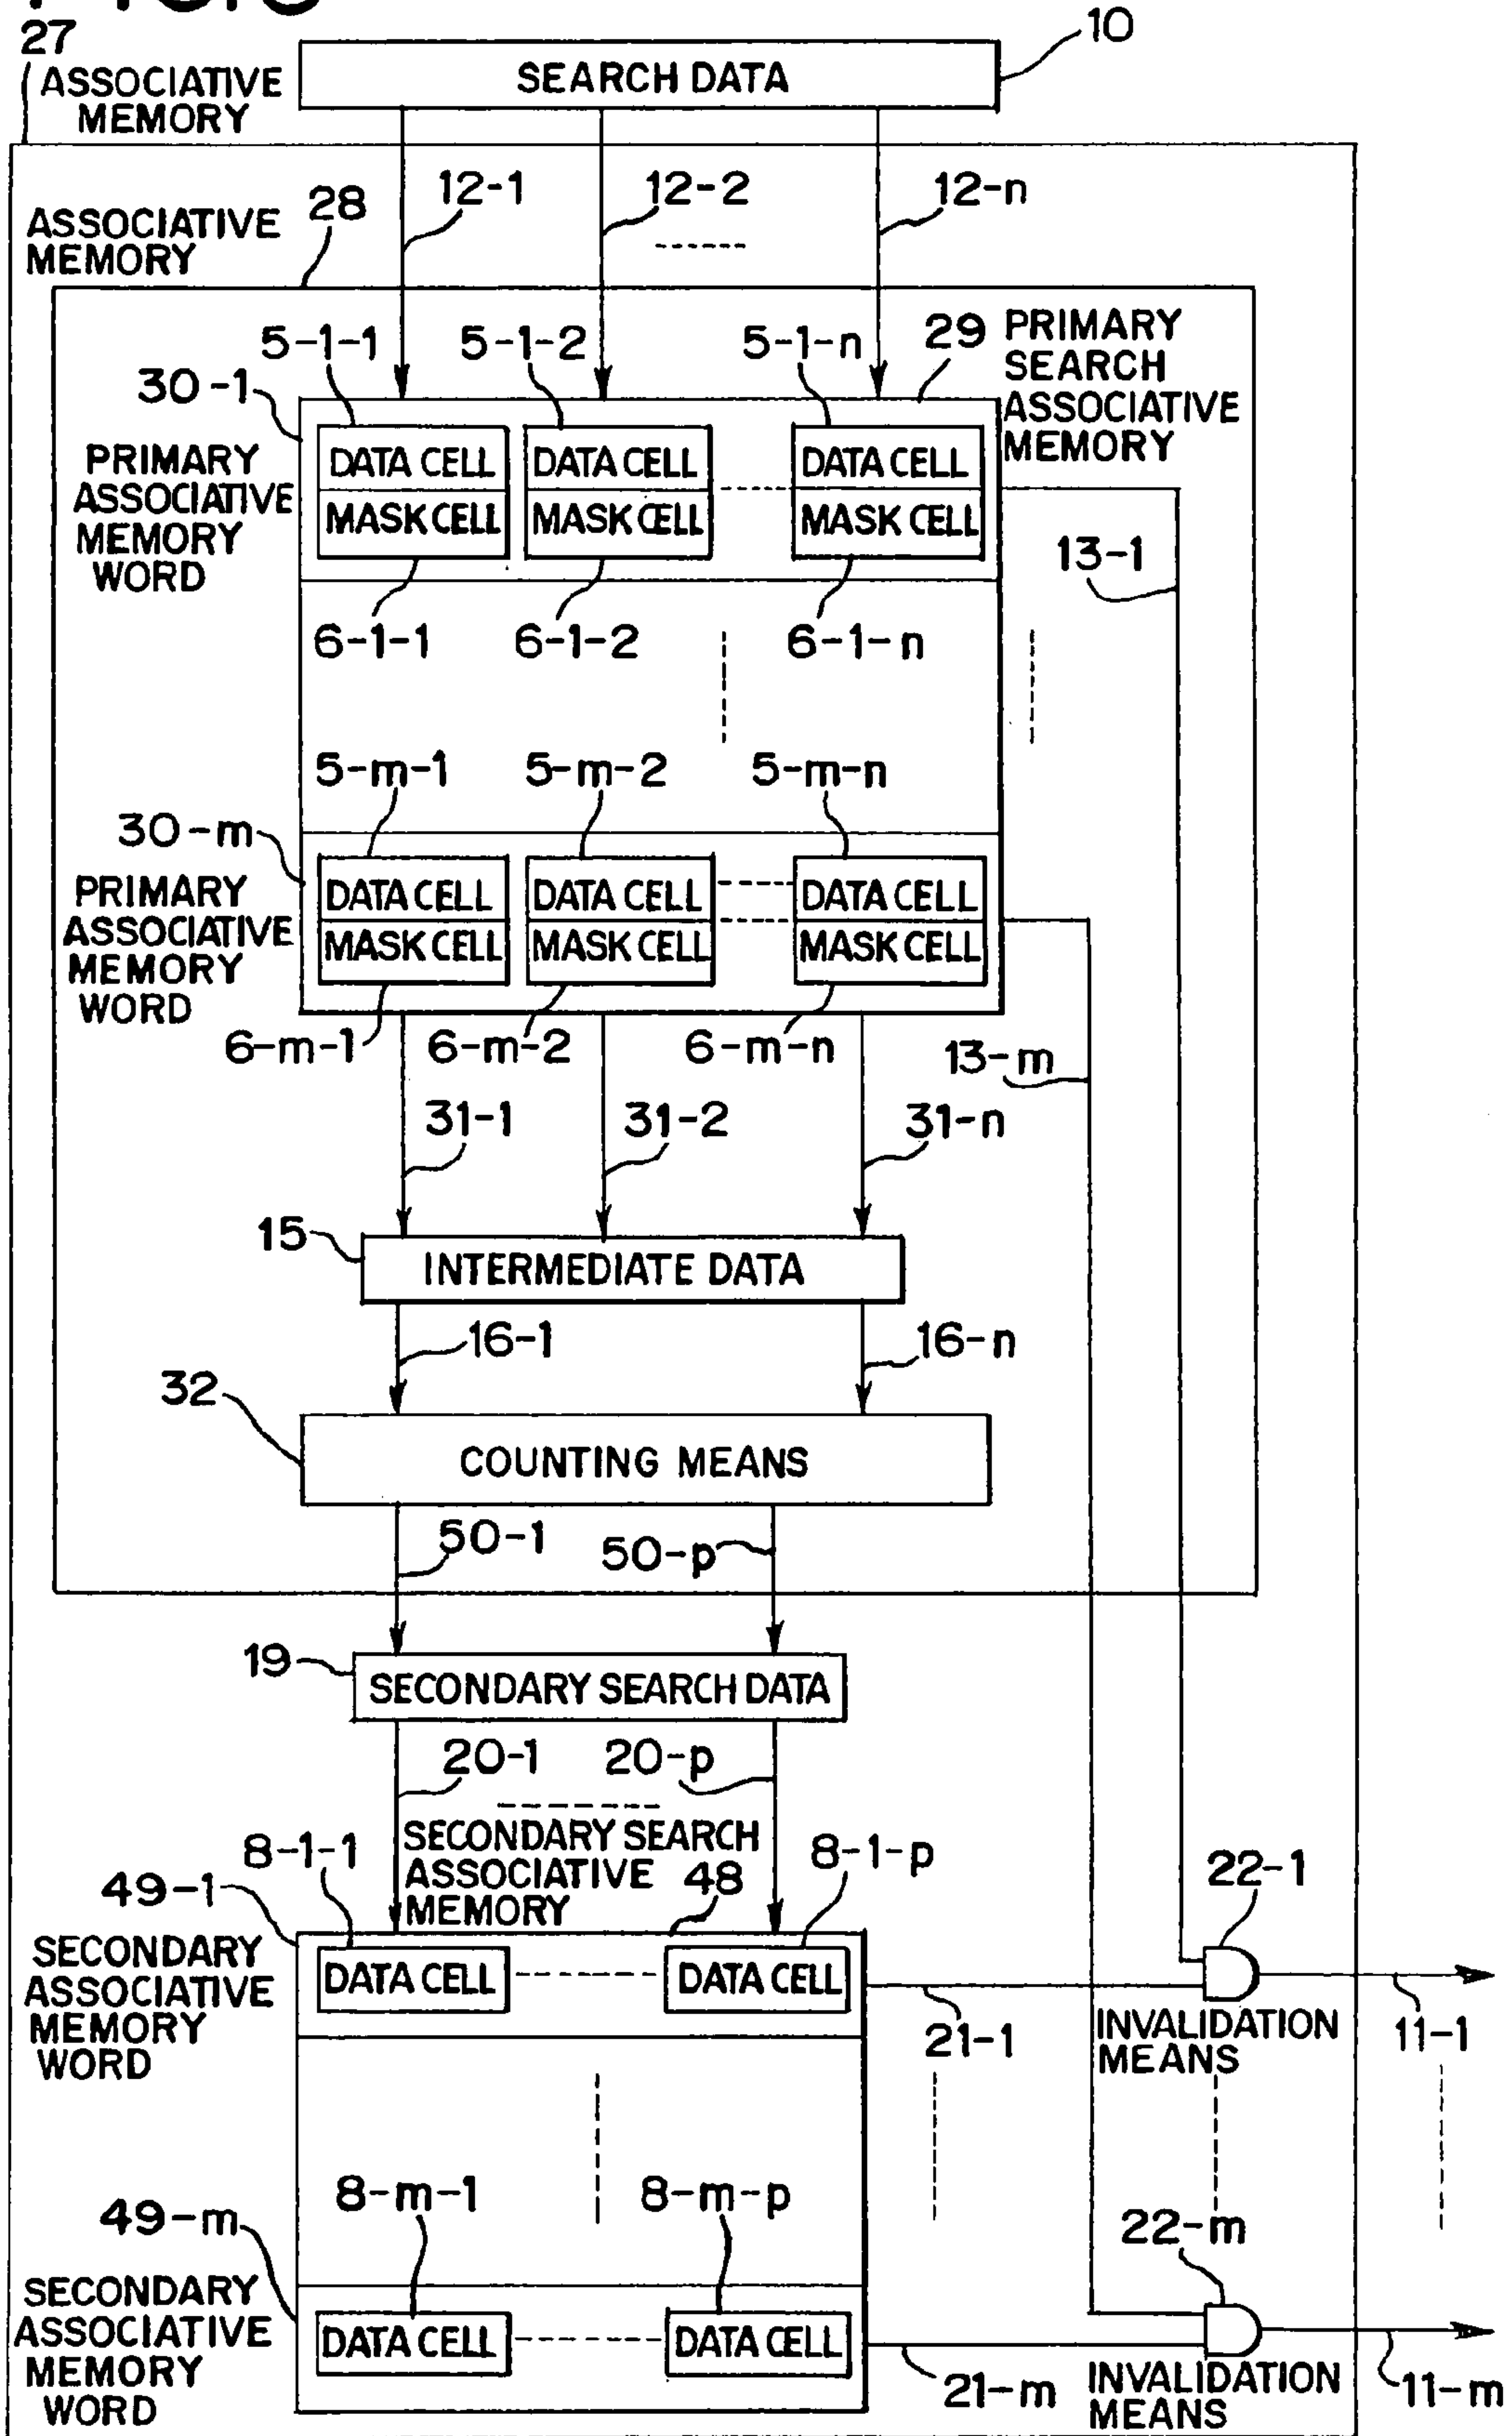 27
10
ASSOCIATIVE
MEMORY
SEARCH DATA
12-1
12-2
12-n
ASSOCIATIVE
MEMORY
28
5-1-1
5-1-2
5-1-n
29
PRIMARY
SEARCH
ASSOCIATIVE
MEMORY
30-1
PRIMARY
ASSOCIATIVE
MEMORY
WORD
DATA CELL
DATA CELL
DATA CELL
MASK CELL
MASK CELL
MASK CELL
13-1
6-1-1
6-1-2
6-1-n
5-m-1
5-m-2
5-m-n
30-m
PRIMARY
ASSOCIATIVE
MEMORY
WORD
DATA CELL
DATA CELL
DATA CELL
MASK CELL
MASK CELL
MASK CELL
6-m-1
6-m-2
6-m-n
13-m
31-1
31-2
31-n
15
INTERMEDIATE DATA
16-1
16-n
32
COUNTING MEANS
50-1
50-p
19
SECONDARY SEARCH DATA
20-1
20-p
SECONDARY SEARCH
ASSOCIATIVE
MEMORY
48
8-1-1
8-1-p
49-1
22-1
SECONDARY
ASSOCIATIVE
MEMORY
WORD
DATA CELL
DATA CELL
21-1
INVALIDATION
MEANS
11-1
8-m-1
8-m-p
49-m
22-m
SECONDARY
ASSOCIATIVE
MEMORY
WORD
DATA CELL
DATA CELL
21-m
INVALIDATION
MEANS
11-m